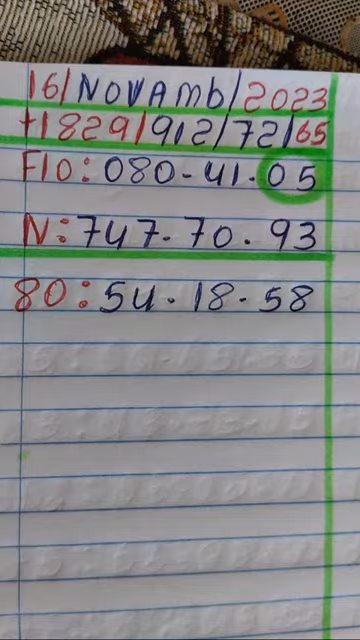 16/NOVAmb/2023
+1829/912/72/65
F10: 080-41.05
N: 747.70.93
80: 54.18.58